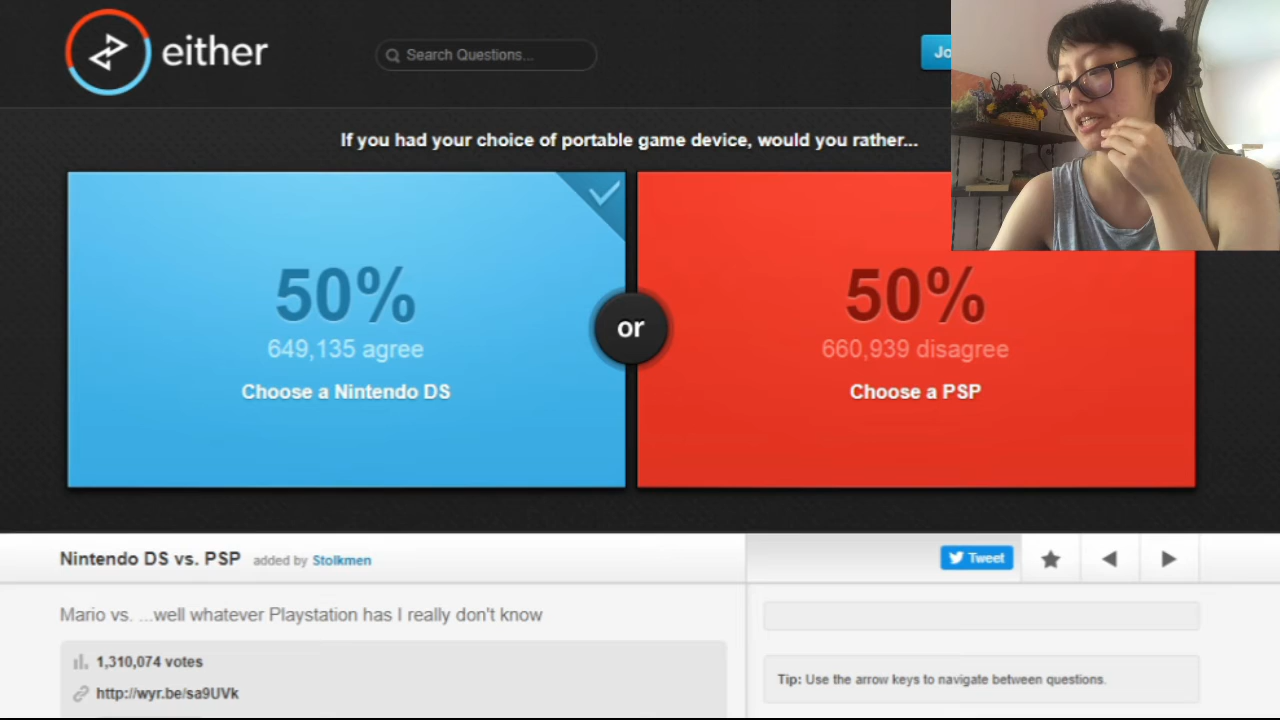 either
Search Questions...
Jo
If you had your choice of portable game device, would you rather...
50%
649,135 agree
Choose a Nintendo DS
or
50%
660,939 disagree
Choose a PSP
Nintendo DS vs. PSP added by Stolkmen
Tweet
Mario vs. ...well whatever Playstation has I really don't know
1,310,074 votes
http://wyr.be/sa9UVk
Tip: Use the arrow keys to navigate between questions.